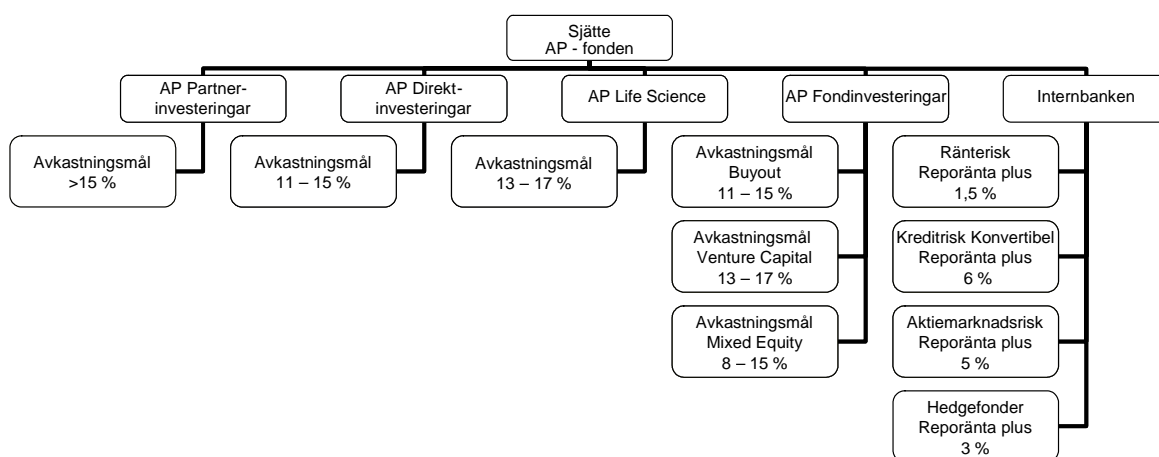 Sjätte
AP - fonden
AP Partner-
investeringar
AP Direkt-
investeringar
AP Life Science
AP Fondinvesteringar
Internbanken
Avkastningsmål
>15 %
Avkastningsmål
11 – 15 %
Avkastningsmål
13 – 17 %
Avkastningsmål
Buyout
11 – 15 %
Avkastningsmål
Venture Capital
13 – 17 %
Avkastningsmål
Mixed Equity
8 – 15 %
Ränterisk
Reporänta plus
1,5 %
Kreditrisk Konvertibel
Reporänta plus
6 %
Aktiemarknadsrisk
Reporänta plus
5 %
Hedgefonder
Reporänta plus
3 %